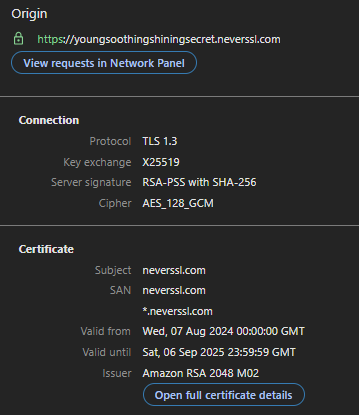 Origin
https://youngsoothingshiningsecret.neverssl.com
View requests in Network Panel
Connection
Protocol TLS 1.3
Key exchange X25519
Server signature RSA-PSS with SHA-256
Cipher AES_128_GCM
Certificate
Subject neverssl.com
SAN neverssl.com
*.neverssl.com
Valid from Wed, 07 Aug 2024 00:00:00 GMT
Valid until Sat, 06 Sep 2025 23:59:59 GMT
Issuer Amazon RSA 2048 M02
Open full certificate details